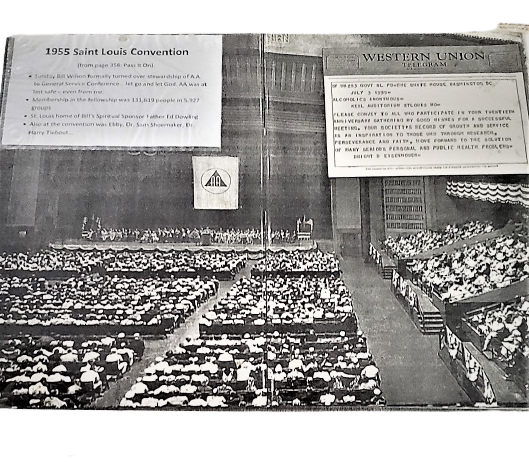 1955 Saint Louis Convention
(from page 358 Pass It On)
• Sunday Bill Wilson formally turned over stewardship of A.A.
to General Service Conference. "let go and let God. AA was at
last safe – even from me.
• Membership in the fellowship was 131,619 people in 5,927
groups
• St. Louis home of Bill's Spiritual Sponsor Father Ed Dowling
• Also at the convention was Ebby, Dr. Sam Shoemaker, Dr.
Harry Tiebout.
WESTERN UNION
TELEGRAM
GOVT NL PD=THE WHITE HOUSE WASHINGTON DC
JULY 3 1955=
ALCOHOLICS ANONYMOUS=
KEIL AUDITORIUM STLOUIS MO=
PLEASE CONVEY TO ALL WHO PARTICIPATE IN YOUR TWENTIETH
ANNIVERSARY GATHERING MY GOOD WISHES FOR A SUCCESSFUL
MEETING. YOUR SOCIETYS RECORD OF GROWTH AND SERVICE
IS AN INSPIRATION TO THOSE WHO THROUGH RESEARCH,
PERSEVERANCE AND FAITH, MOVE FORWARD TO THE SOLUTION
OF MANY SERIOUS PERSONAL AND PUBLIC HEALTH PROBLEMS=
DWIGHT D EISENHOWER=